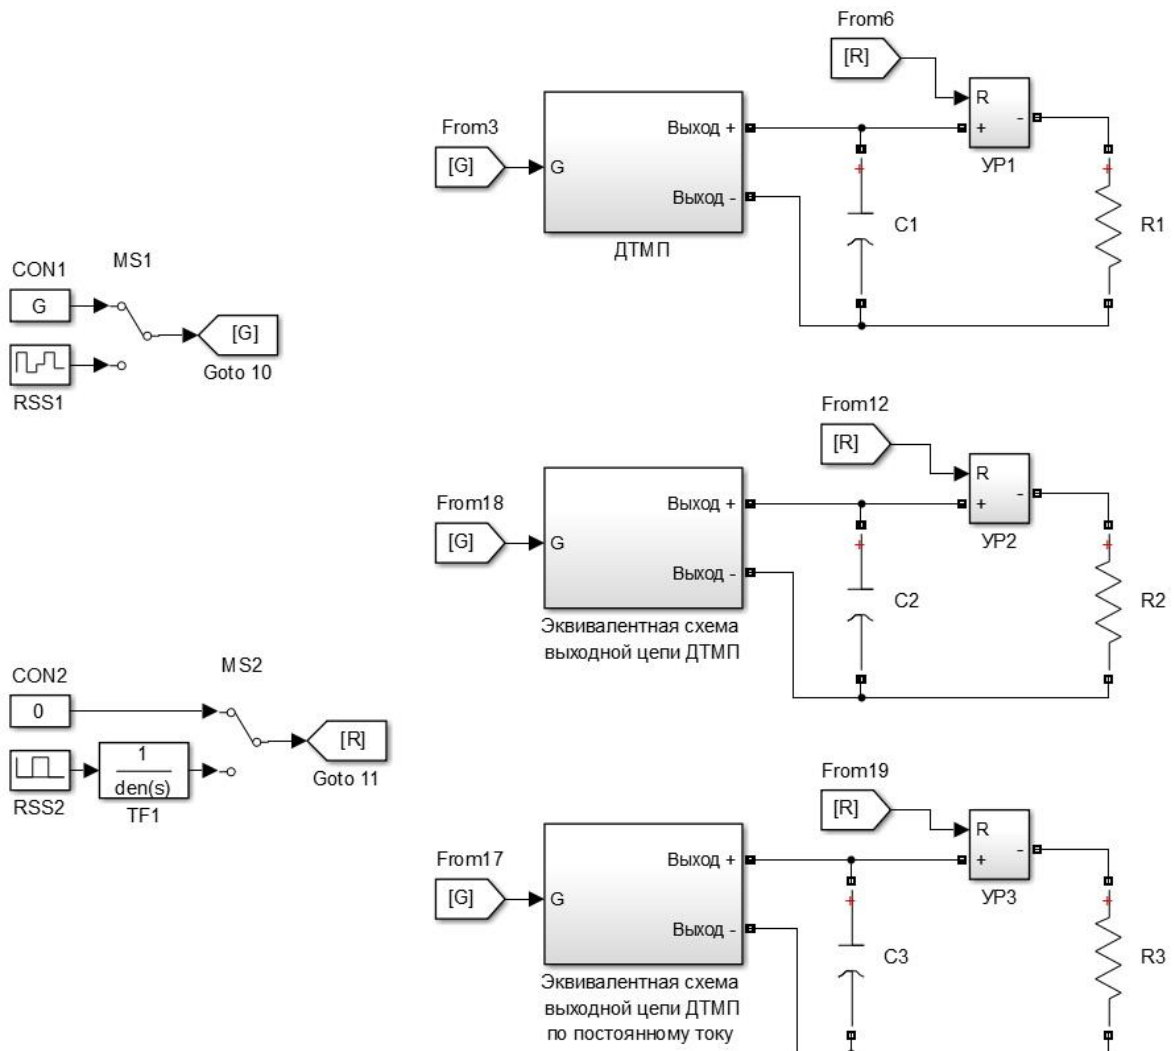 From6
[R]
From3
R
Выход +
+
-
[G]
G
УР1
+
+
Выход -
C1
R1
MS1
ДТМП
CON1
G
[G]
Goto 10
RSS1
From12
[R]
From18
R
Выход +
+
-
[G]
G
УР2
+
+
Выход -
C2
R2
Эквивалентная схема
выходной цепи ДТМП
MS2
CON2
0
[R]
Goto 11
1
den(s)
RSS2
TF1
From19
[R]
From17
R
Выход +
+
-
[G]
G
УР3
+
+
Выход -
C3
R3
Эквивалентная схема
выходной цепи ДТМП
по постоянному току